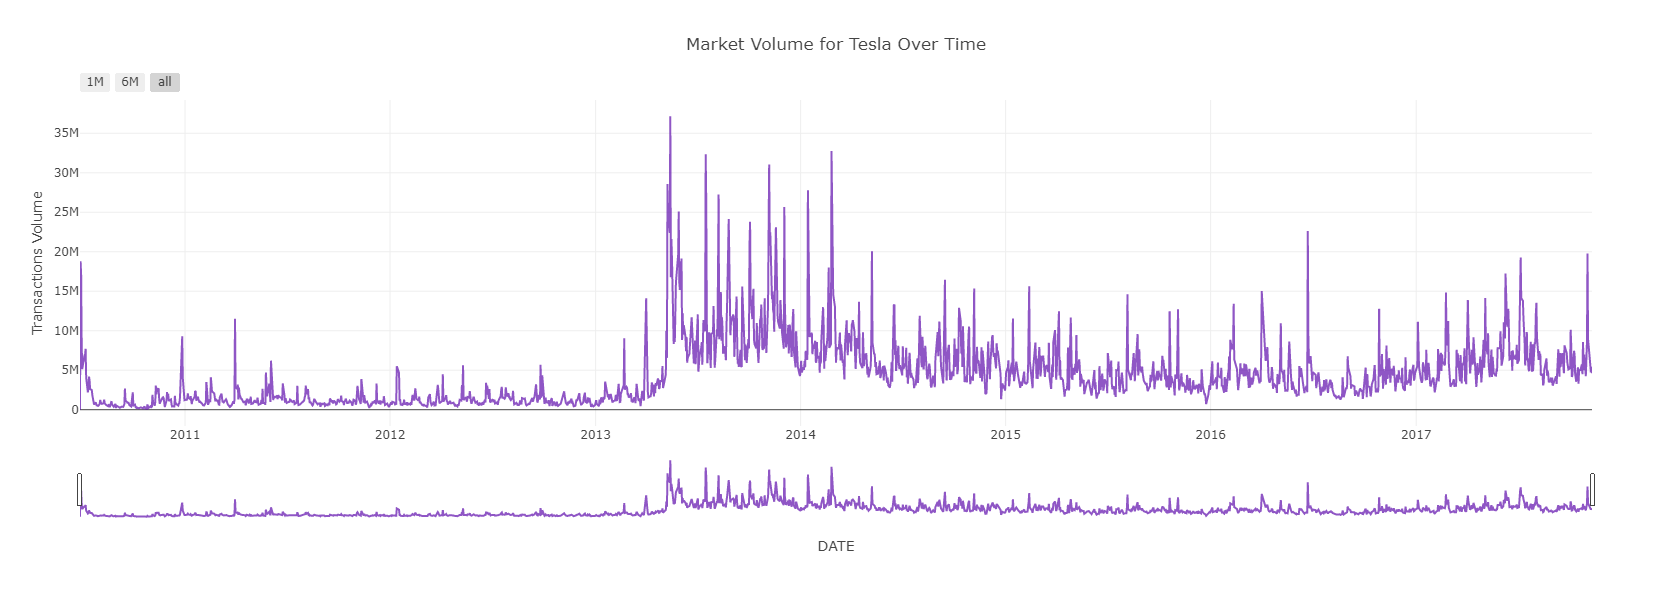 Market Volume for Tesla Over Time
1M 6M all
Transactions Volume
35M
30M
25M
20M
15M
10M
5M
0
2011 2012 2013 2014 2015 2016 2017
DATE